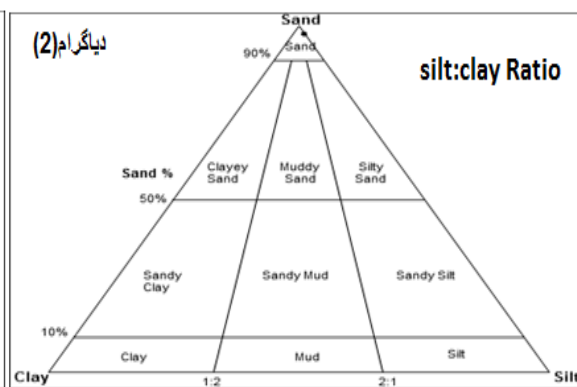 Sand
دیاگرام(2)
Sand
90%
silt:clay Ratio
Sand %
Clayey Sand
Muddy Sand
Silty Sand
50%
Sandy Clay
Sandy Mud
Sandy Silt
10%
Clay
Mud
Silt
Clay
1:2
2:1
Silt